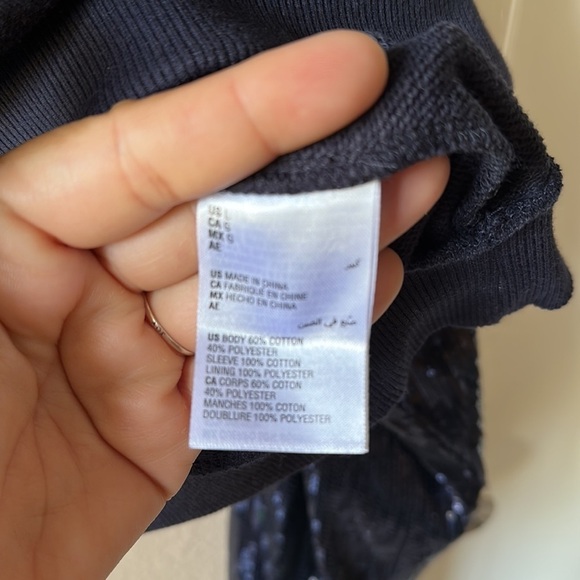 US L
CA G
MX G
AE
كبير
US MADE IN CHINA
CA FABRIQUÉ EN CHINE
MX HECHO EN CHINA
AE
صنع في الصين
US BODY 60% COTTON
40% POLYESTER
SLEEVE 100% COTTON
LINING 100% POLYESTER
CA CORPS 60% COTON
40% POLYESTER
MANCHES 100% COTON
DOUBLURE 100% POLYESTER